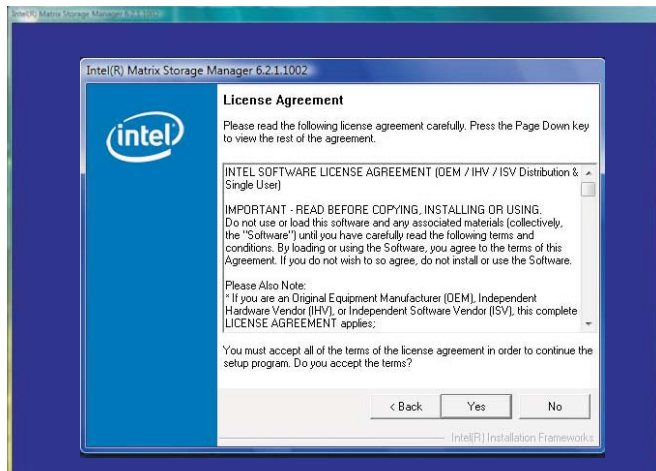 Intel(R) Matrix Storage Manager 6.2.1.1002
Intel(R) Matrix Storage Manager 6.2.1.1002
intel
License Agreement
Please read the following license agreement carefully. Press the Page Down key
to view the rest of the agreement.
INTEL SOFTWARE LICENSE AGREEMENT (OEM / IHV / ISV Distribution &
Single User)
IMPORTANT - READ BEFORE COPYING, INSTALLING OR USING.
Do not use or load this software and any associated materials (collectively,
the "Software") until you have carefully read the following terms and
conditions. By loading or using the Software, you agree to the terms of this
Agreement. If you do not wish to so agree, do not install or use the Software.
Please Also Note:
* If you are an Original Equipment Manufacturer (OEM), Independent
Hardware Vendor (IHV), or Independent Software Vendor (ISV), this complete
LICENSE AGREEMENT applies;
You must accept all of the terms of the license agreement in order to continue the
setup program. Do you accept the terms?
< Back Yes No
Intel(R) Installation Frameworks